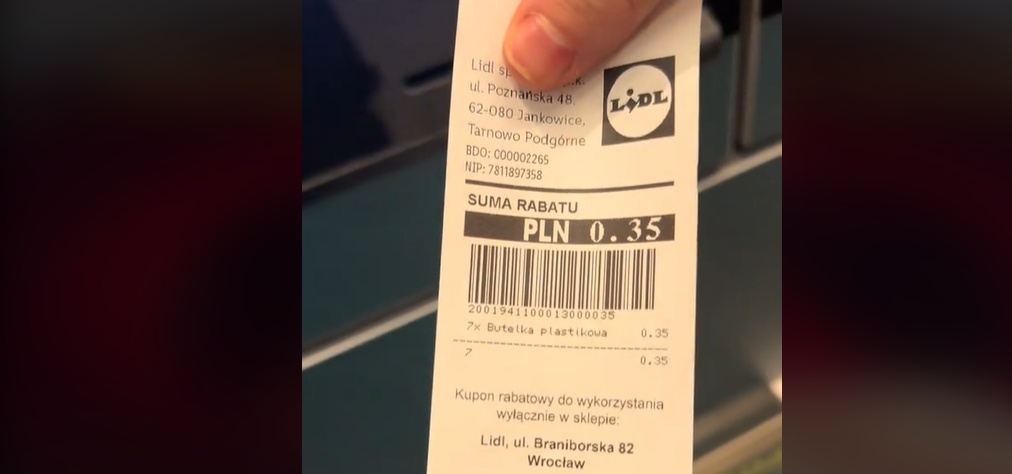 Lidl sp k.
ul. Poznańska 48,
62-080 Jankowice,
Tarnowo Podgórne
BDO: 000002265
NIP: 7811897358
LIDL
SUMA RABATU
PLN 0.35
2001941100013000035
7x Butelka plastikowa 0.35
7 0.35
Kupon rabatowy do wykorzystania
wyłącznie w sklepie:
Lidl, ul. Braniborska 82
Wrocław